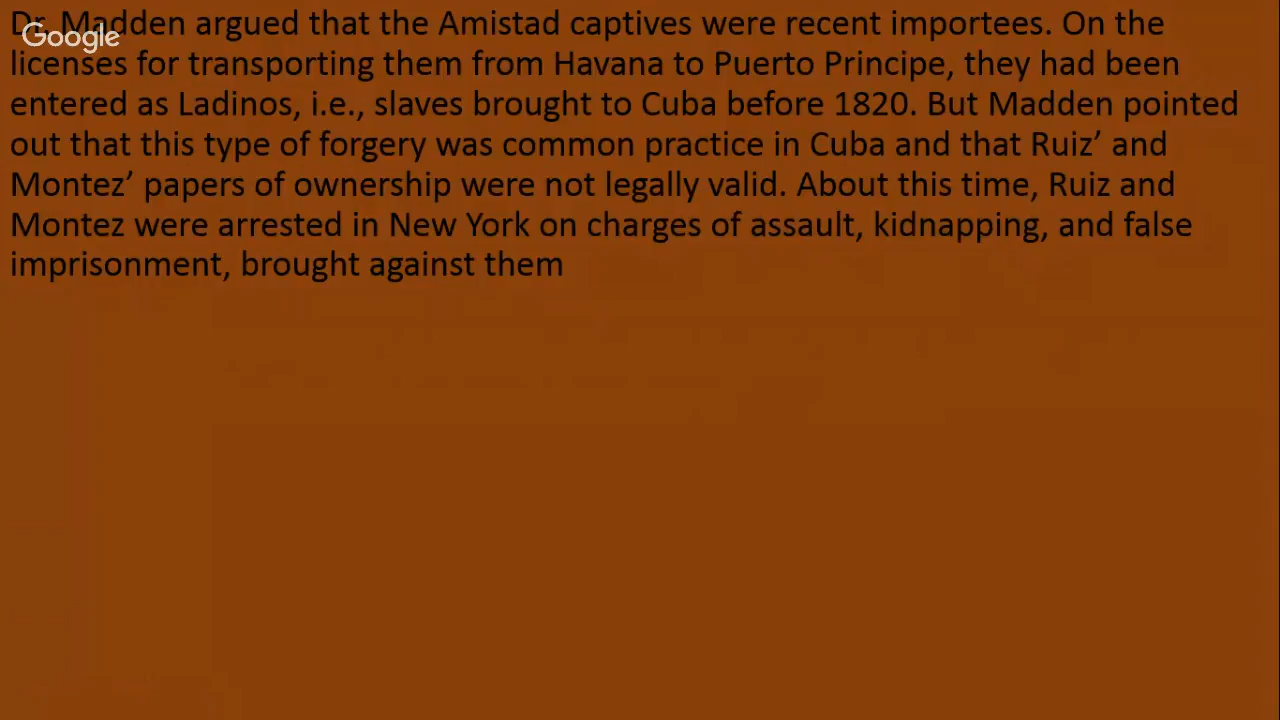 Dr. Madden argued that the Amistad captives were recent importees. On the
Google
licenses for transporting them from Havana to Puerto Principe, they had been
entered as Ladinos, i.e., slaves brought to Cuba before 1820. But Madden pointed
out that this type of forgery was common practice in Cuba and that Ruiz’ and
Montez’ papers of ownership were not legally valid. About this time, Ruiz and
Montez were arrested in New York on charges of assault, kidnapping, and false
imprisonment, brought against them